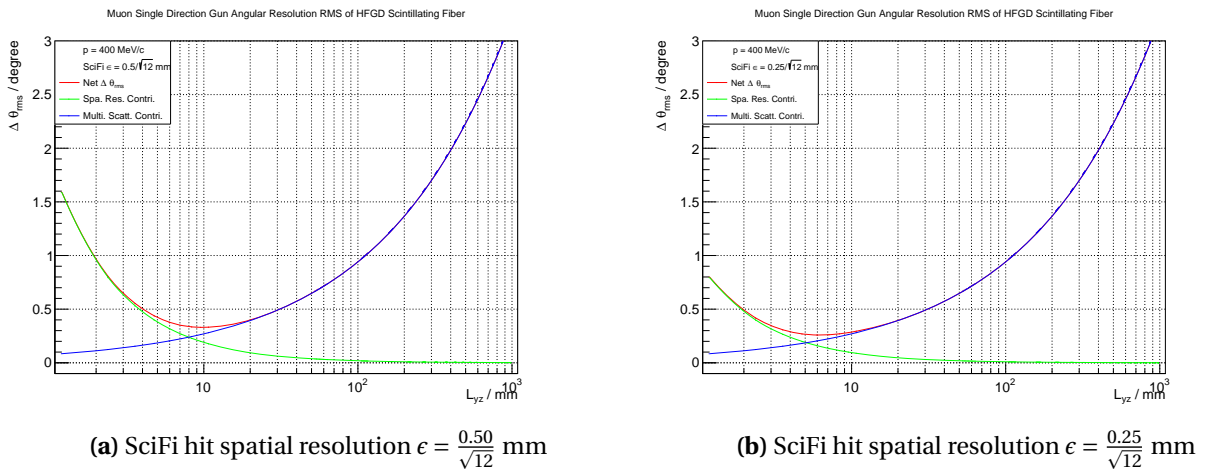 Muon Single Direction Gun Angular Resolution RMS of HFGD Scintillating Fiber
Δ θrms / degree
3
2.5
2
1.5
1
0.5
0
p = 400 MeV/c
SciFi ϵ = 0.5/√12 mm
Net Δ θrms
Spa. Res. Contri.
Multi. Scatt. Contri.
10
10²
10³
Lyz / mm
(a) SciFi hit spatial resolution ϵ = 0.50/√12 mm
Muon Single Direction Gun Angular Resolution RMS of HFGD Scintillating Fiber
Δ θrms / degree
3
2.5
2
1.5
1
0.5
0
p = 400 MeV/c
SciFi ϵ = 0.25/√12 mm
Net Δ θrms
Spa. Res. Contri.
Multi. Scatt. Contri.
10
10²
10³
Lyz / mm
(b) SciFi hit spatial resolution ϵ = 0.25/√12 mm